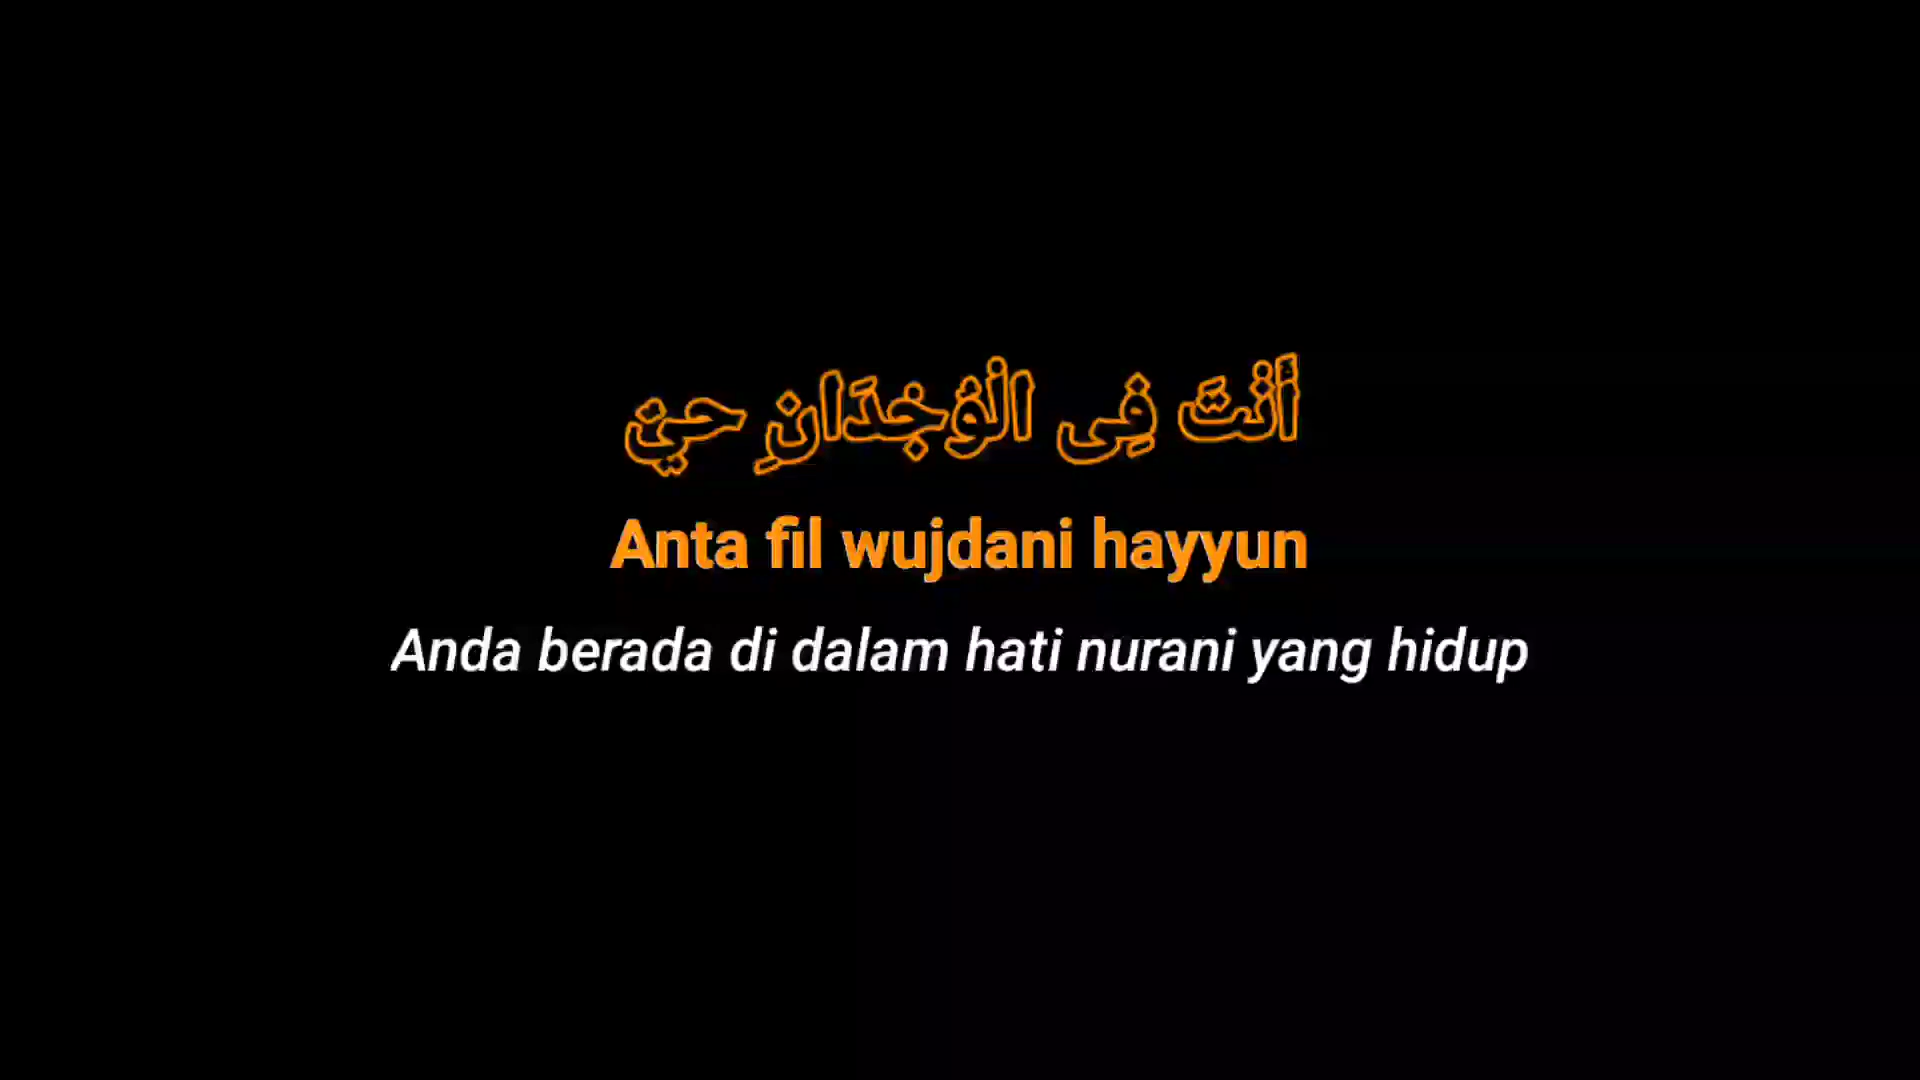 أَنْتَ فِى الْوُجْدَانِ حَيٌّ
Anta fil wujdani hayyun
Anda berada di dalam hati nurani yang hidup